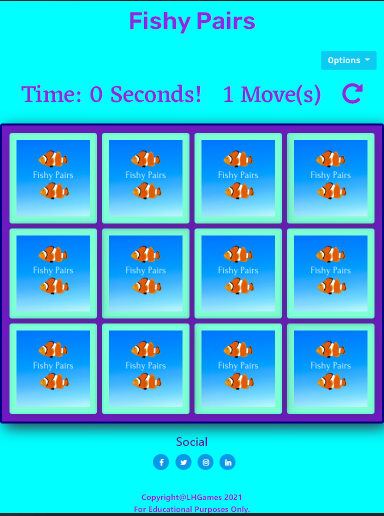 Fishy Pairs
Options
Time: 0 Seconds! 1 Move(s)
Fishy Pairs Fishy Pairs Fishy Pairs Fishy Pairs
Fishy Pairs Fishy Pairs Fishy Pairs Fishy Pairs
Fishy Pairs Fishy Pairs Fishy Pairs Fishy Pairs
Social
Copyright@LHGames 2021
For Educational Purposes Only.